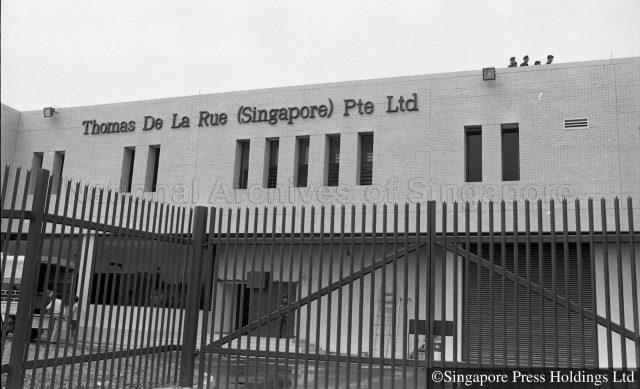 Thomas De La Rue (Singapore) Pte Ltd
National Archives of Singapore
©Singapore Press Holdings Ltd